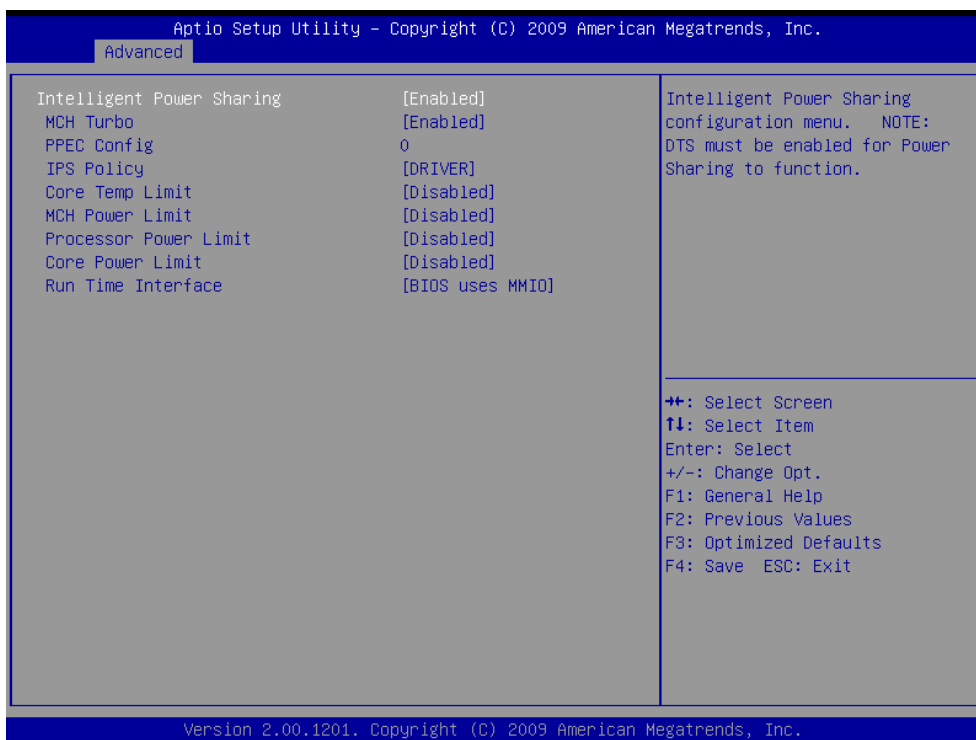 Aptio Setup Utility – Copyright (C) 2009 American Megatrends, Inc.
Advanced
Intelligent Power Sharing [Enabled]
MCH Turbo [Enabled]
PPEC Config 0
IPS Policy [DRIVER]
Core Temp Limit [Disabled]
MCH Power Limit [Disabled]
Processor Power Limit [Disabled]
Core Power Limit [Disabled]
Run Time Interface [BIOS uses MMIO]
Intelligent Power Sharing
configuration menu. NOTE:
DTS must be enabled for Power
Sharing to function.
→←: Select Screen
↑↓: Select Item
Enter: Select
+/-: Change Opt.
F1: General Help
F2: Previous Values
F3: Optimized Defaults
F4: Save ESC: Exit
Version 2.00.1201. Copyright (C) 2009 American Megatrends, Inc.